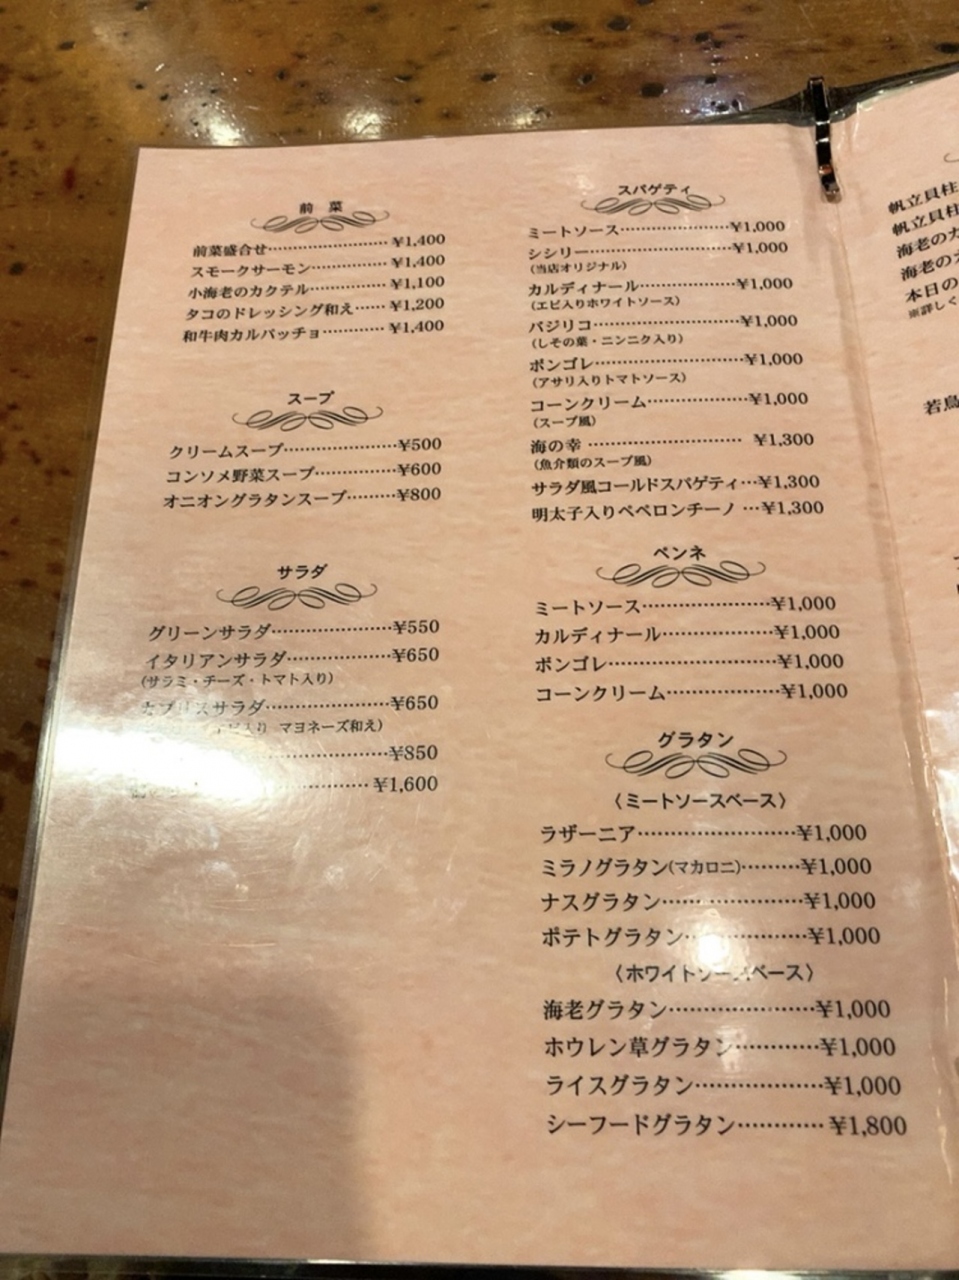 前 菜
前菜盛合せ……………………¥1,400
スモークサーモン……………¥1,400
小海老のカクテル……………¥1,100
タコのドレッシング和え……¥1,200
和牛肉カルパッチョ…………¥1,400
スープ
クリームスープ…………………¥500
コンソメ野菜スープ……………¥600
オニオングラタンスープ………¥800
サラダ
グリーンサラダ…………………¥550
イタリアンサラダ………………¥650
(サラミ・チーズ・トマト入り)
サラダ………………¥650
入り マヨネーズ和え)
¥850
¥1,600
スパゲティ
ミートソース…………………¥1,000
シシリー………………………¥1,000
(当店オリジナル)
カルディナール………………¥1,000
(エビ入りホワイトソース)
バジリコ………………………¥1,000
(しその葉・ニンニク入り)
ボンゴレ………………………¥1,000
(アサリ入りトマトソース)
コーンクリーム………………¥1,000
(スープ風)
海の幸 ……………………… ¥1,300
(魚介類のスープ風)
サラダ風コールドスパゲティ…¥1,300
明太子入りペペロンチーノ …¥1,300
ペンネ
ミートソース…………………¥1,000
カルディナール………………¥1,000
ボンゴレ………………………¥1,000
コーンクリーム………………¥1,000
グラタン
〈ミートソースベース〉
ラザーニア……………………¥1,000
ミラノグラタン(マカロニ)………¥1,000
ナスグラタン…………………¥1,000
ポテトグラタン………………¥1,000
〈ホワイトソースベース〉
海老グラタン…………………¥1,000
ホウレン草グラタン…………¥1,000
ライスグラタン………………¥1,000
シーフードグラタン…………¥1,800
帆立貝柱
帆立貝柱
海老のカ
海老のカ
本日の
※詳しく
若鳥